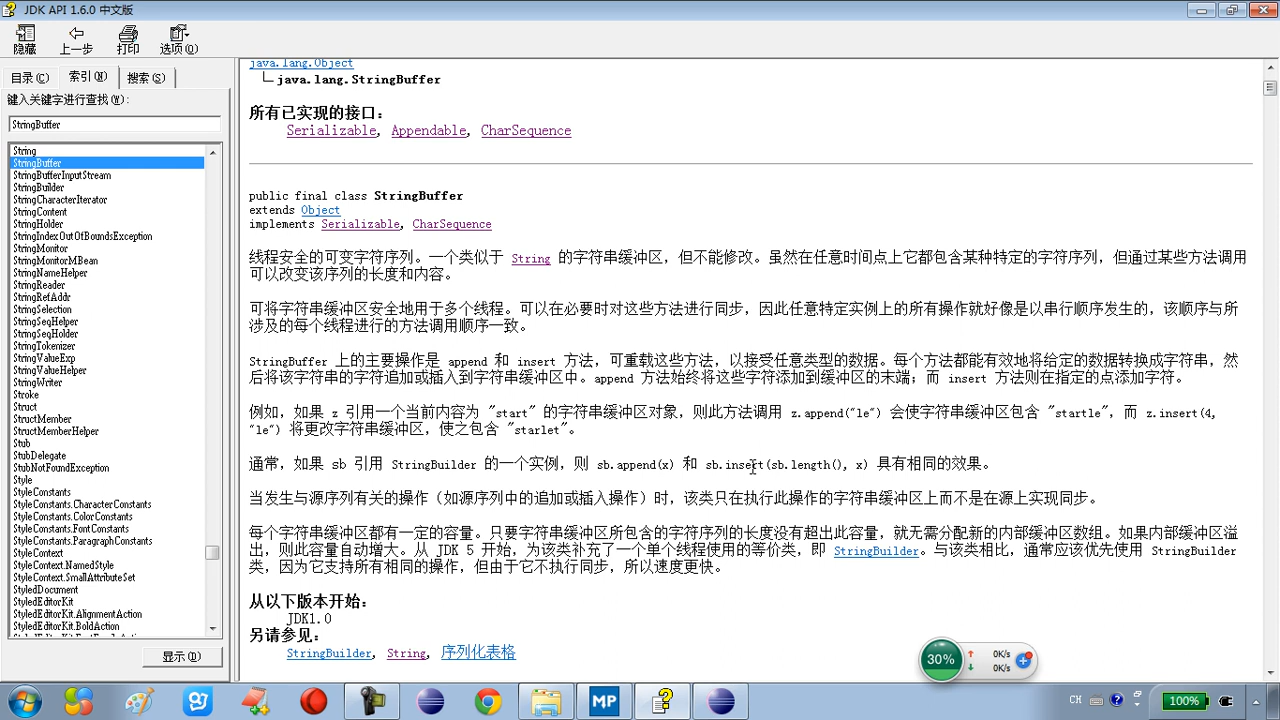 JDK API 1.6.0 中文版
隐藏 上一步 打印 选项(O)
目录(C) 索引(N) 搜索(S)
键入关键字进行查找(W):
StringBuffer
String
StringBuffer
StringBufferInputStream
StringBuilder
StringCharacterIterator
StringContent
StringHolder
StringIndexOutOfBoundsException
StringMonitor
StringMonitorMBean
StringNameHelper
StringReader
StringRefAddr
StringSelection
StringSeqHelper
StringSeqHolder
StringTokenizer
StringValueExp
StringValueHelper
StringWriter
Stroke
Struct
StructMember
StructMemberHelper
Stub
StubDelegate
StubNotFoundException
Style
StyleConstants
StyleConstants.CharacterConstants
StyleConstants.ColorConstants
StyleConstants.FontConstants
StyleConstants.ParagraphConstants
StyleContext
StyleContext.NamedStyle
StyleContext.SmallAttributeSet
StyledDocument
StyledEditorKit
StyledEditorKit.AlignmentAction
StyledEditorKit.BoldAction
显示(D)
java.lang.Object
java.lang.StringBuffer
所有已实现的接口:
Serializable, Appendable, CharSequence
public final class StringBuffer
extends Object
implements Serializable, CharSequence
线程安全的可变字符序列。一个类似于 String 的字符串缓冲区，但不能修改。虽然在任意时间点上它都包含某种特定的字符序列，但通过某些方法调用
可以改变该序列的长度和内容。
可将字符串缓冲区安全地用于多个线程。可以在必要时对这些方法进行同步，因此任意特定实例上的所有操作就好像是以串行顺序发生的，该顺序与所
涉及的每个线程进行的方法调用顺序一致。
StringBuffer 上的主要操作是 append 和 insert 方法，可重载这些方法，以接受任意类型的数据。每个方法都能有效地将给定的数据转换成字符串，然
后将该字符串的字符追加或插入到字符串缓冲区中。append 方法始终将这些字符添加到缓冲区的末端；而 insert 方法则在指定的点添加字符。
例如，如果 z 引用一个当前内容为 "start" 的字符串缓冲区对象，则此方法调用 z.append("le") 会使字符串缓冲区包含 "startle"，而 z.insert(4,
"le") 将更改字符串缓冲区，使之包含 "starlet"。
通常，如果 sb 引用 StringBuilder 的一个实例，则 sb.append(x) 和 sb.insert(sb.length(), x) 具有相同的效果。
当发生与源序列有关的操作（如源序列中的追加或插入操作）时，该类只在执行此操作的字符串缓冲区上而不是在源上实现同步。
每个字符串缓冲区都有一定的容量。只要字符串缓冲区所包含的字符序列的长度没有超出此容量，就无需分配新的内部缓冲区数组。如果内部缓冲区溢
出，则此容量自动增大。从 JDK 5 开始，为该类补充了一个单个线程使用的等价类，即 StringBuilder。与该类相比，通常应该优先使用 StringBuilder
类，因为它支持所有相同的操作，但由于它不执行同步，所以速度更快。
从以下版本开始:
JDK1.0
另请参见:
StringBuilder, String, 序列化表格
30% 0K/s
0K/s
MP CH 100%